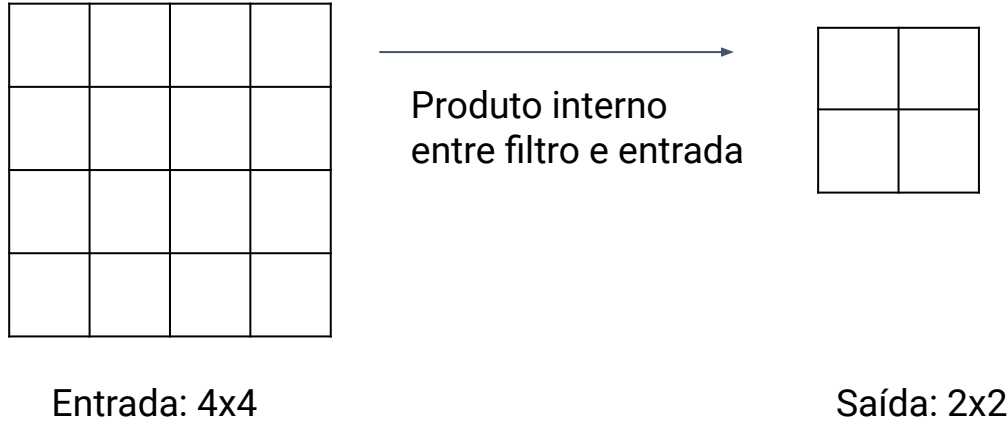 Produto interno
entre filtro e entrada
Entrada: 4x4
Saída: 2x2